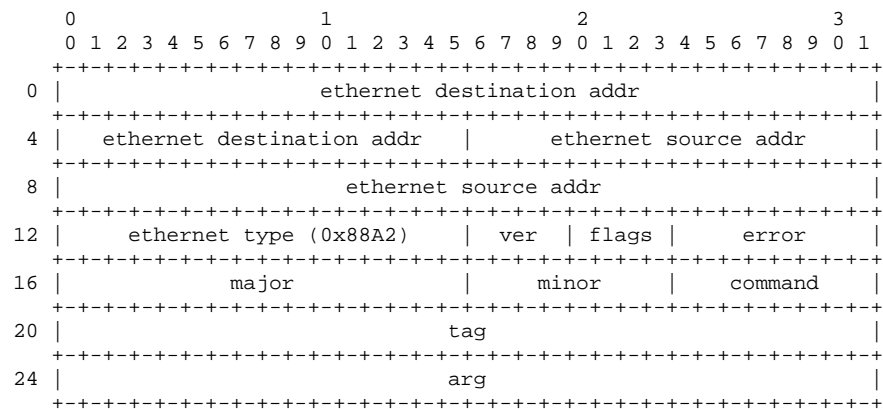 0                   1                   2                   3
    0 1 2 3 4 5 6 7 8 9 0 1 2 3 4 5 6 7 8 9 0 1 2 3 4 5 6 7 8 9 0 1
   +-+-+-+-+-+-+-+-+-+-+-+-+-+-+-+-+-+-+-+-+-+-+-+-+-+-+-+-+-+-+-+-+
 0 |                    ethernet destination addr                  |
   +-+-+-+-+-+-+-+-+-+-+-+-+-+-+-+-+-+-+-+-+-+-+-+-+-+-+-+-+-+-+-+-+
 4 |   ethernet destination addr   |      ethernet source addr     |
   +-+-+-+-+-+-+-+-+-+-+-+-+-+-+-+-+-+-+-+-+-+-+-+-+-+-+-+-+-+-+-+-+
 8 |                      ethernet source addr                     |
   +-+-+-+-+-+-+-+-+-+-+-+-+-+-+-+-+-+-+-+-+-+-+-+-+-+-+-+-+-+-+-+-+
12 |     ethernet type (0x88A2)    |  ver  | flags |     error     |
   +-+-+-+-+-+-+-+-+-+-+-+-+-+-+-+-+-+-+-+-+-+-+-+-+-+-+-+-+-+-+-+-+
16 |             major             |     minor     |    command    |
   +-+-+-+-+-+-+-+-+-+-+-+-+-+-+-+-+-+-+-+-+-+-+-+-+-+-+-+-+-+-+-+-+
20 |                              tag                              |
   +-+-+-+-+-+-+-+-+-+-+-+-+-+-+-+-+-+-+-+-+-+-+-+-+-+-+-+-+-+-+-+-+
24 |                              arg                              |
   +-+-+-+-+-+-+-+-+-+-+-+-+-+-+-+-+-+-+-+-+-+-+-+-+-+-+-+-+-+-+-+-+